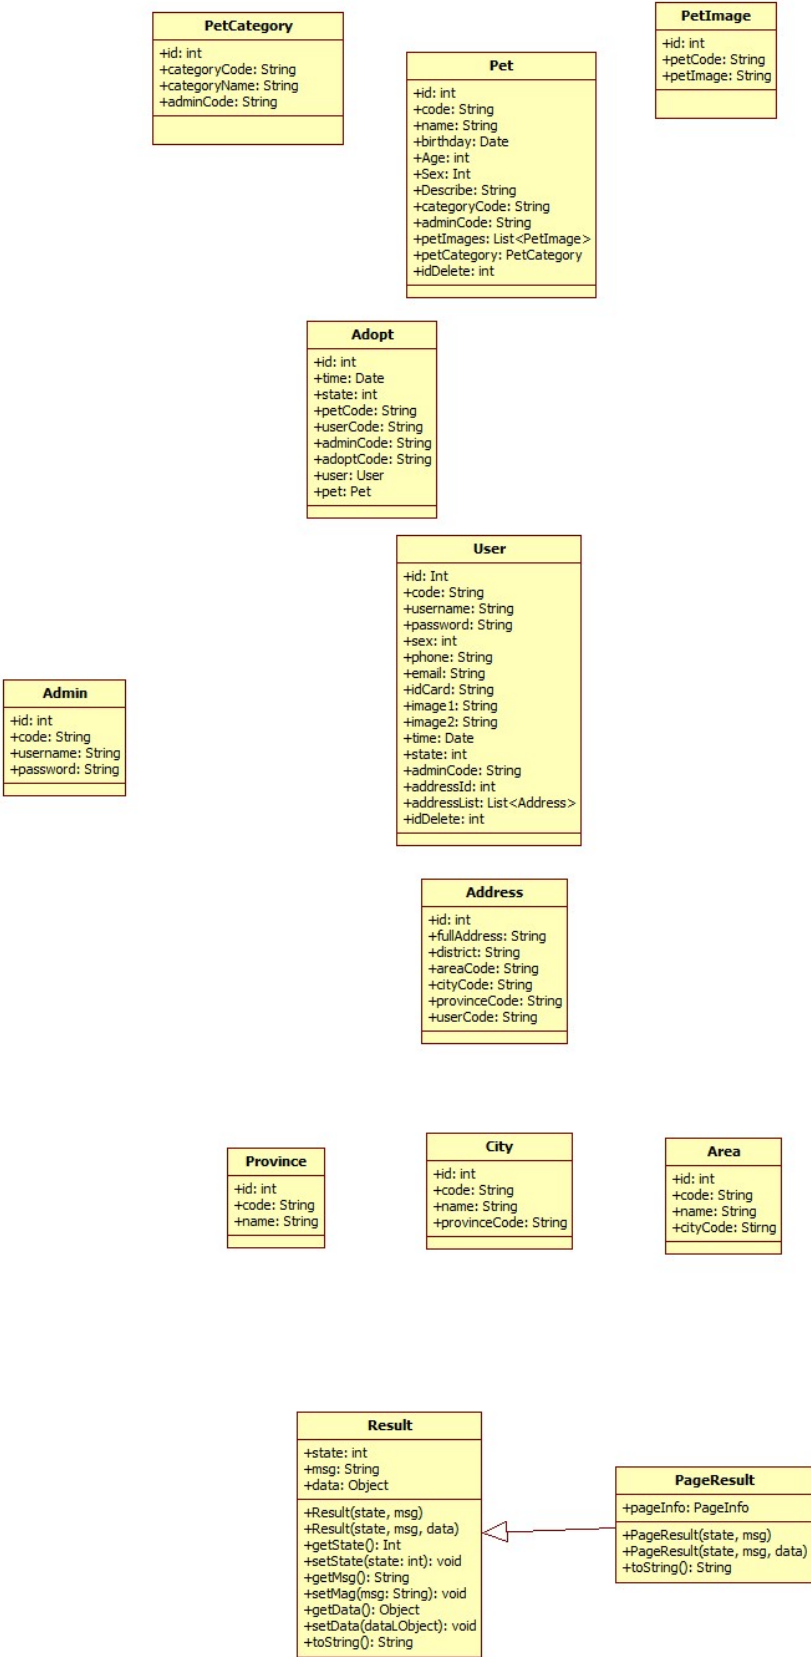 PetCategory
+id: int
+categoryCode: String
+categoryName: String
+adminCode: String
PetImage
+id: int
+petCode: String
+petImage: String
Pet
+id: int
+code: String
+name: String
+birthday: Date
+Age: int
+Sex: Int
+Describe: String
+categoryCode: String
+adminCode: String
+petImages: List<PetImage>
+petCategory: PetCategory
+idDelete: int
Adopt
+id: int
+time: Date
+state: int
+petCode: String
+userCode: String
+adminCode: String
+adoptCode: String
+user: User
+pet: Pet
User
+id: Int
+code: String
+username: String
+password: String
+sex: int
+phone: String
+email: String
+idCard: String
+image1: String
+image2: String
+time: Date
+state: int
+adminCode: String
+addressId: int
+addressList: List<Address>
+idDelete: int
Admin
+id: int
+code: String
+username: String
+password: String
Address
+id: int
+fullAddress: String
+district: String
+areaCode: String
+cityCode: String
+provinceCode: String
+userCode: String
Province
+id: int
+code: String
+name: String
City
+id: int
+code: String
+name: String
+provinceCode: String
Area
+id: int
+code: String
+name: String
+cityCode: Stirng
Result
+state: int
+msg: String
+data: Object
+Result(state, msg)
+Result(state, msg, data)
+getState(): Int
+setState(state: int): void
+getMsg(): String
+setMag(msg: String): void
+getData(): Object
+setData(dataLObject): void
+toString(): String
PageResult
+pageInfo: PageInfo
+PageResult(state, msg)
+PageResult(state, msg, data)
+toString(): String